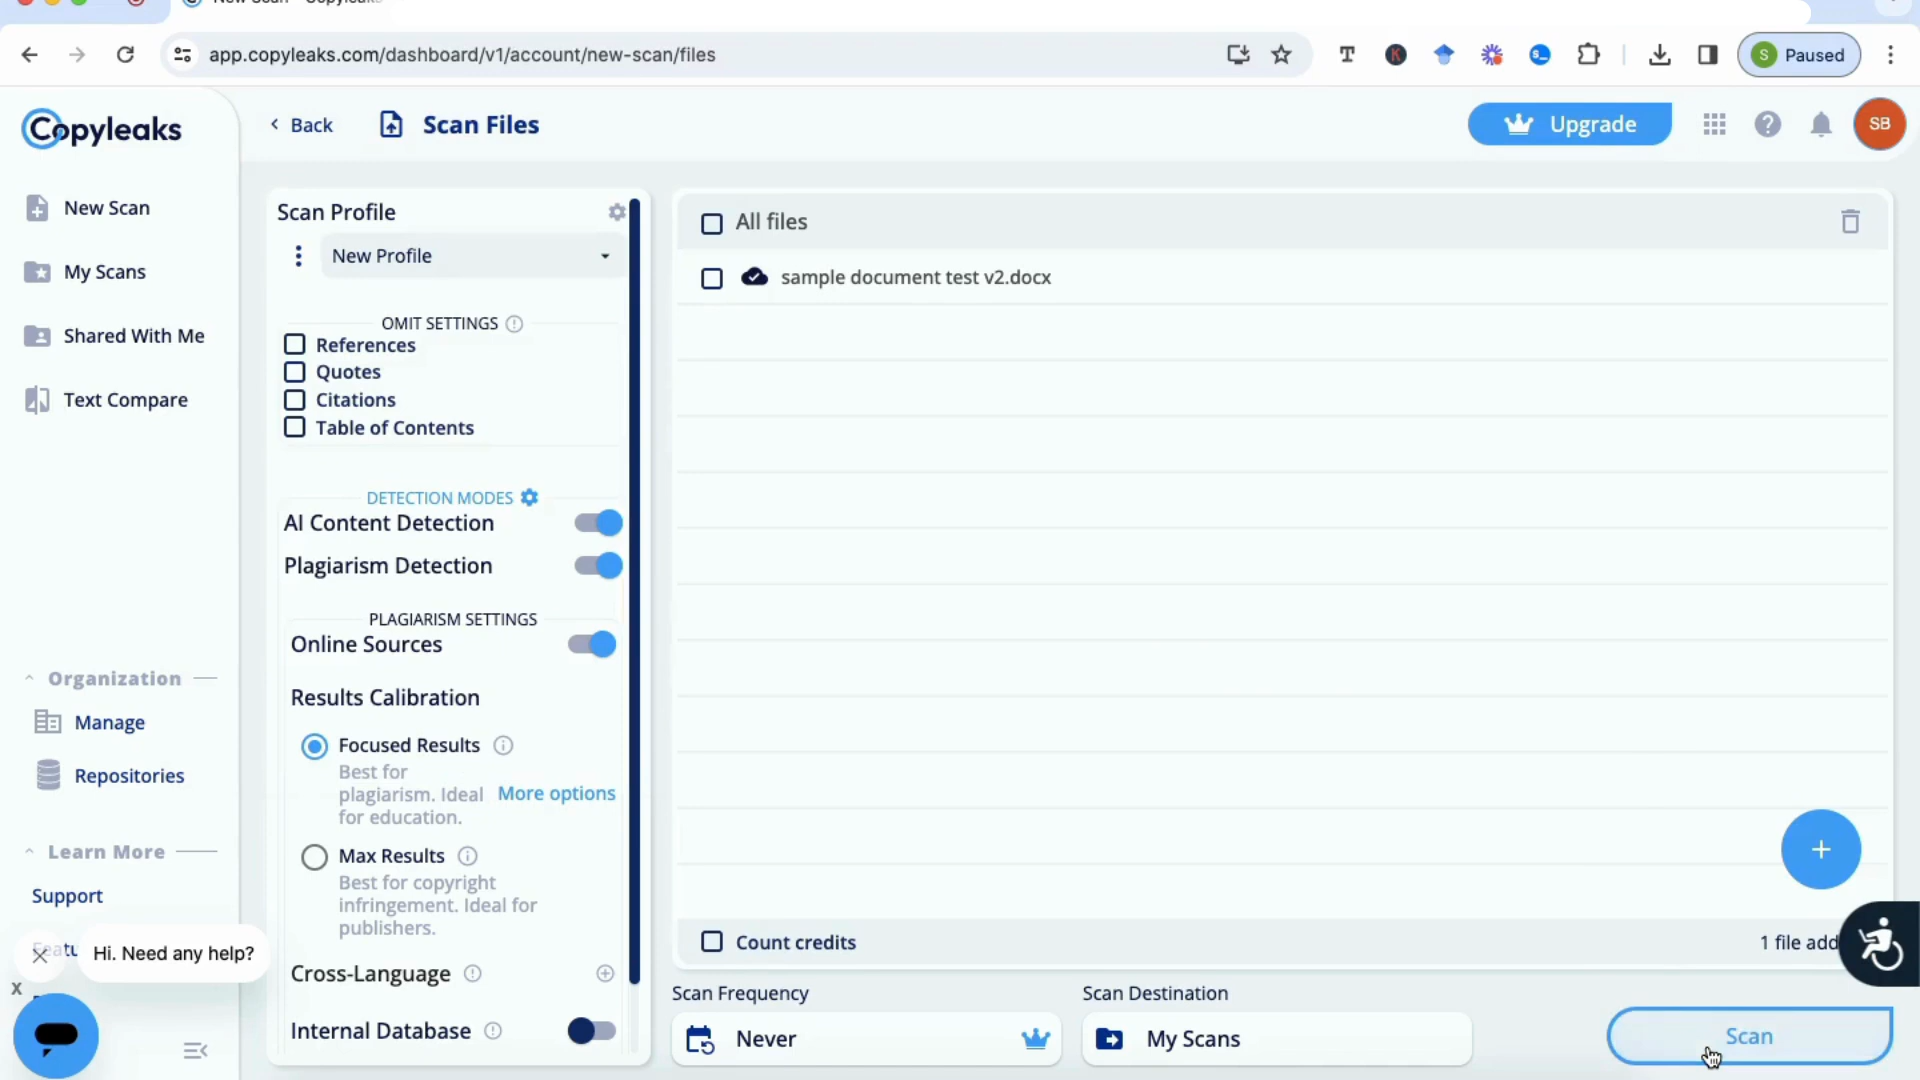 app.copyleaks.com/dashboard/v1/account/new-scan/files
T
K
S
Paused
Copyleaks
Back
Scan Files
Upgrade
SB
New Scan
My Scans
Shared With Me
Text Compare
Organization
Manage
Repositories
Learn More
Support
Hi. Need any help?
x
Scan Profile
New Profile
OMIT SETTINGS
References
Quotes
Citations
Table of Contents
DETECTION MODES
AI Content Detection
Plagiarism Detection
PLAGIARISM SETTINGS
Online Sources
Results Calibration
Focused Results
Best for
plagiarism. Ideal
for education.
More options
Max Results
Best for copyright
infringement. Ideal for
publishers.
Cross-Language
Internal Database
All files
sample document test v2.docx
Count credits
1 file add
Scan Frequency
Never
Scan Destination
My Scans
Scan